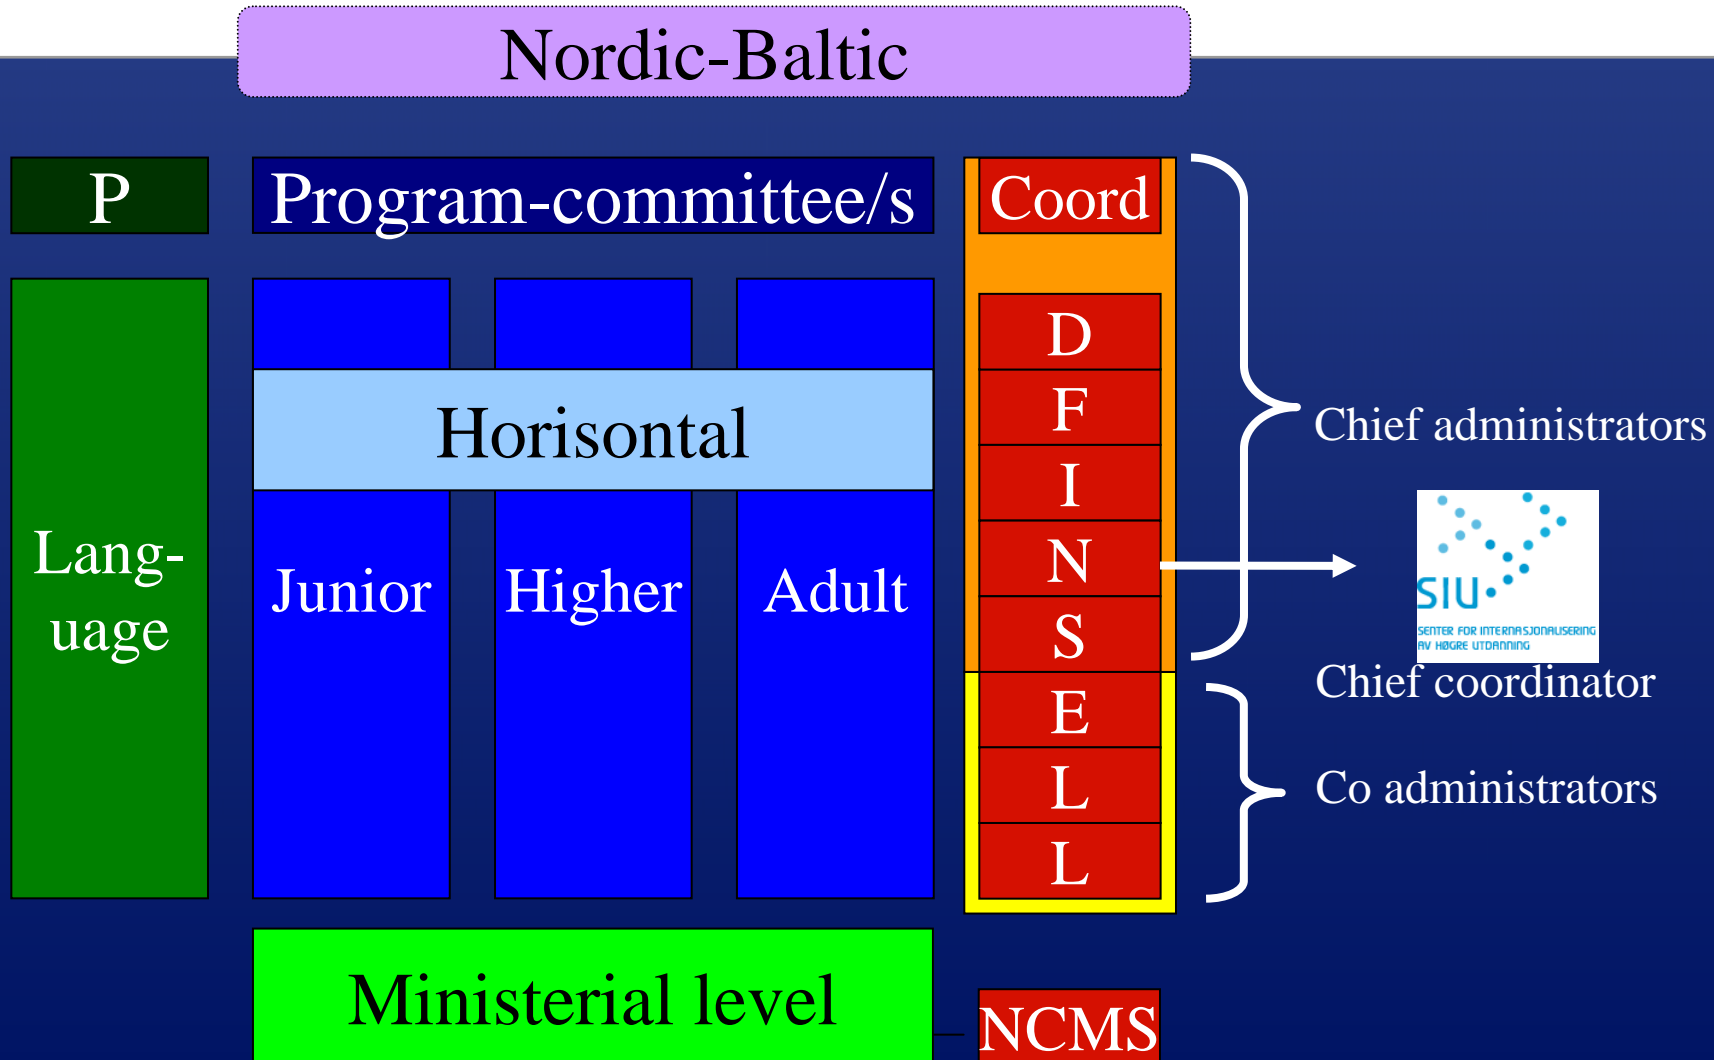 Nordic-Baltic
P
Program-committee/s
Coord
D
F
Horisontal
Chief administrators
I
Lang-
uage
Junior
Higher
Adult
N
SIU
SENTER FOR INTERNASJONALISERING
AV HØGRE UTDANNING
S
Chief coordinator
E
L
Co administrators
L
Ministerial level
NCMS